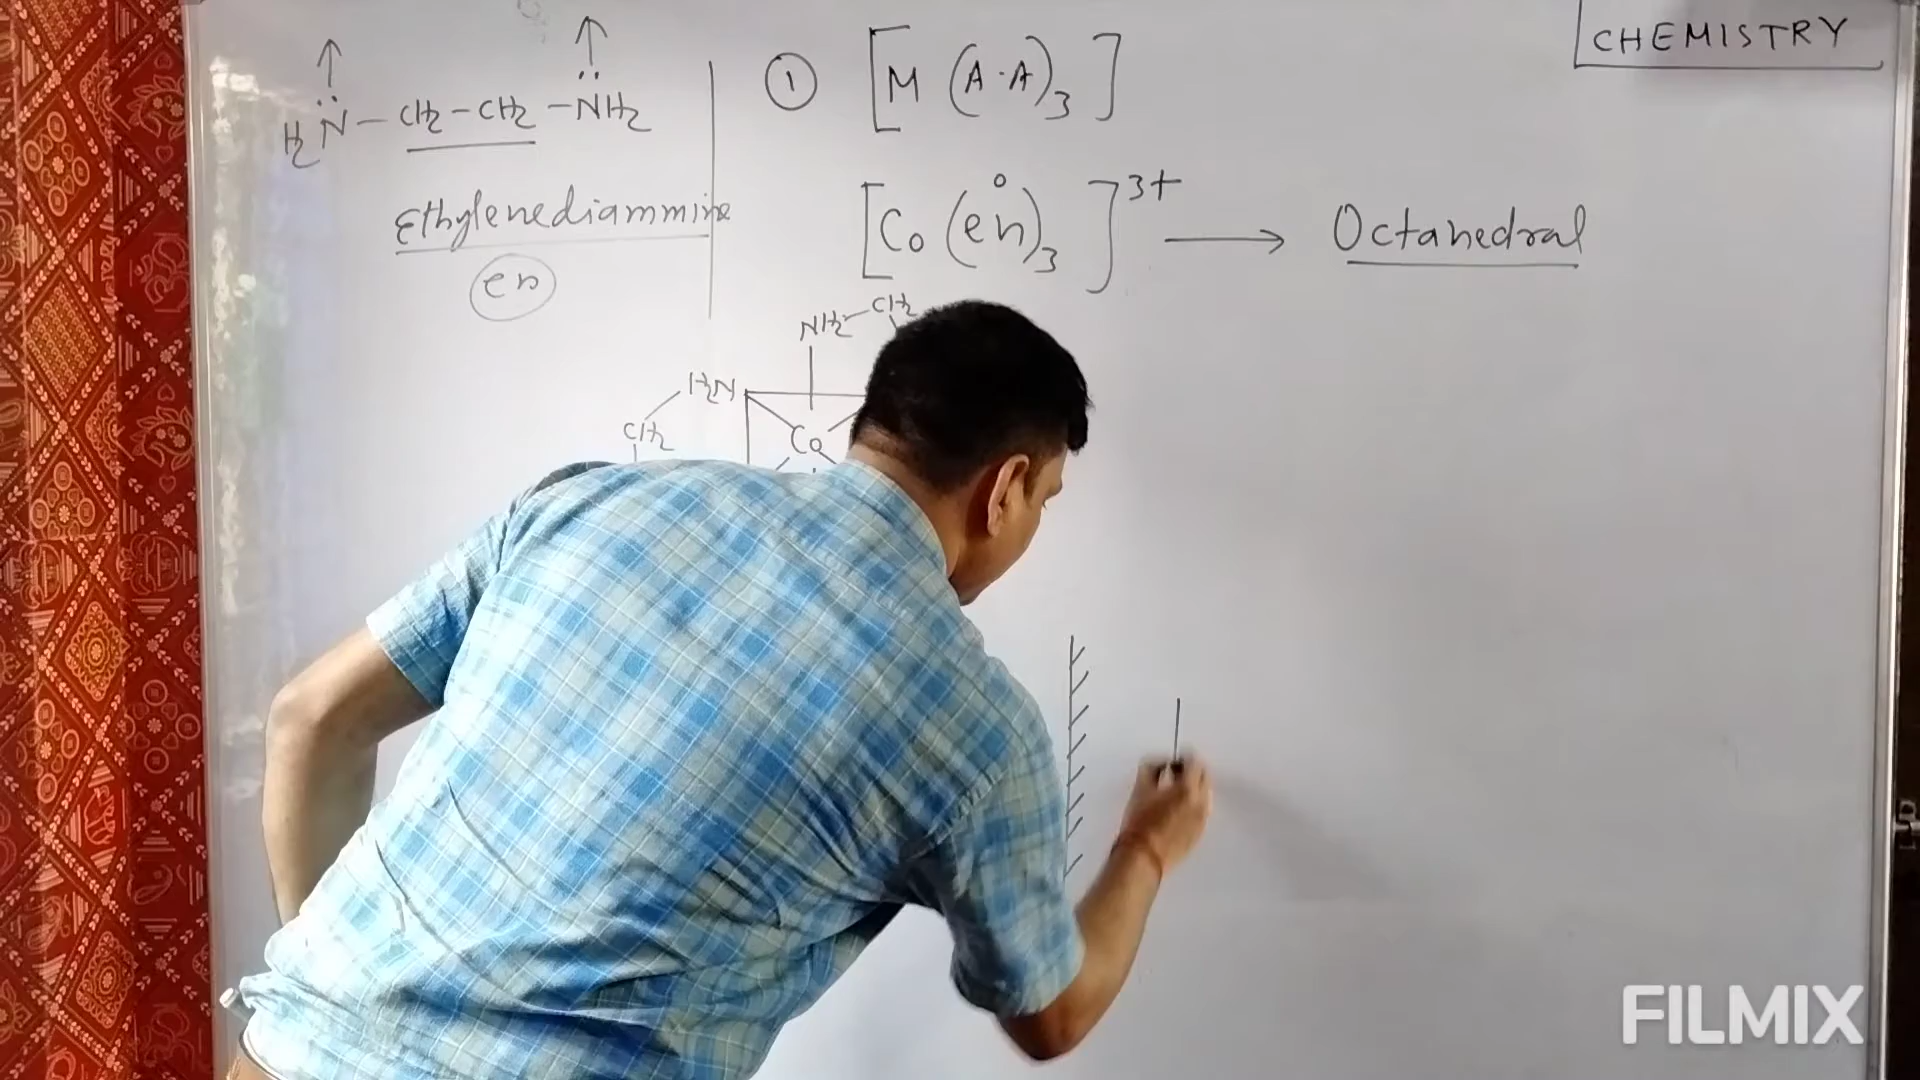 CHEMISTRY
H₂N̈ – CH₂ – CH₂ – N̈H₂
Ethylenediammine
en
① [M (A·A)₃]
[Co (en⁰)₃]³⁺ → Octahedral
NH₂ – CH₂
H₂N
CH₂
Co
FILMIX